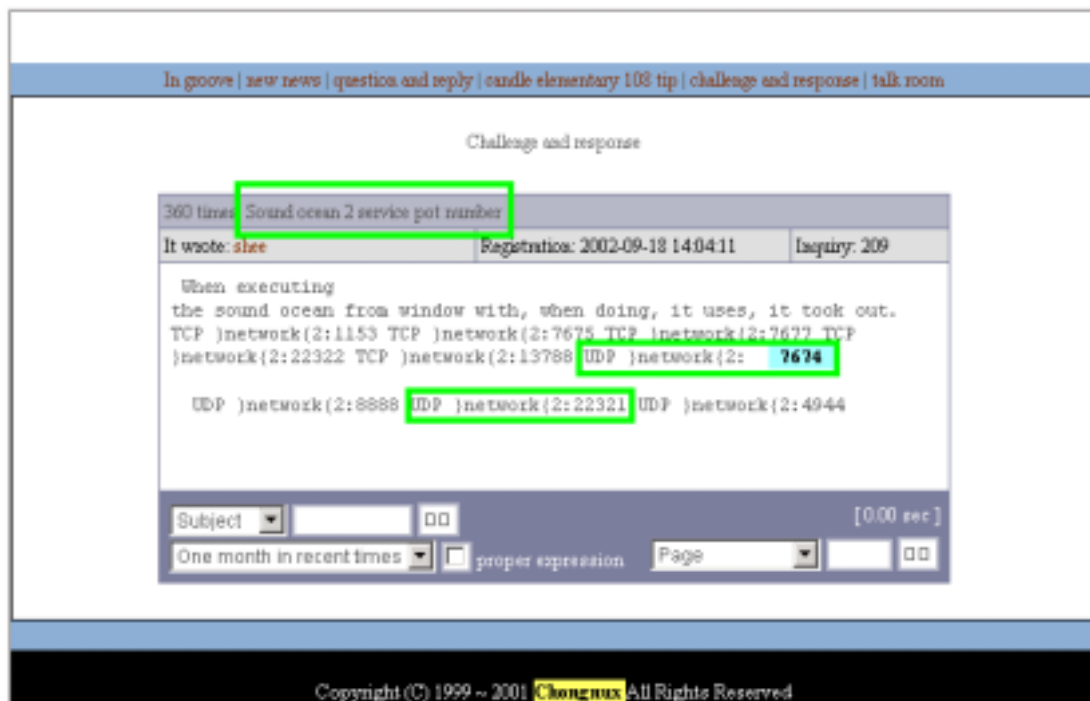 In groove | new news | question and reply | candle elementary 108 tip | challenge and response | talk room
Challenge and response
360 times Sound ocean 2 service pot number
It wrote: shee Registration: 2002-09-18 14:04:11 Inquiry: 209
When executing
the sound ocean from window with, when doing, it uses, it took out.
TCP }network{2:1153 TCP }network{2:7675 TCP }network{2:7677 TCP
}network{2:22322 TCP }network{2:13788 UDP }network{2: 7674
UDP }network{2:8888 UDP }network{2:22321 UDP }network{2:4944
Subject [0.00 sec]
One month in recent times proper expression Page
Copyright (C) 1999 ~ 2001 Chongnux All Rights Reserved